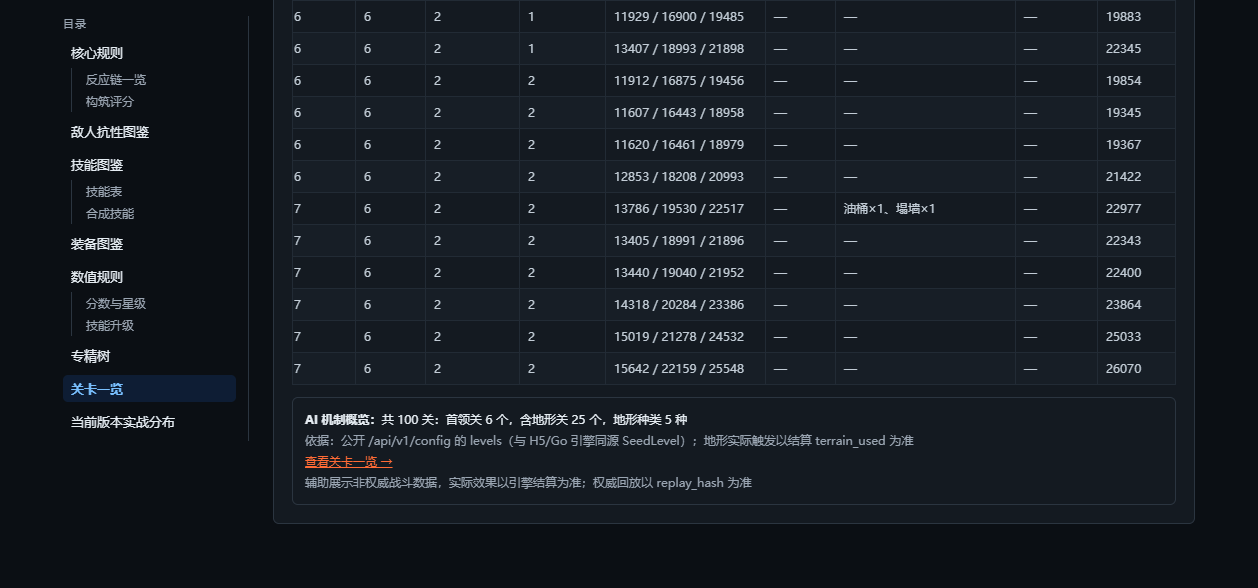 目录
核心规则
反应链一览
构筑评分
敌人抗性图鉴
技能图鉴
技能表
合成技能
装备图鉴
数值规则
分数与星级
技能升级
专精树
关卡一览
当前版本实战分布
6 6 2 1 11929 / 16900 / 19485 — — — 19883
6 6 2 1 13407 / 18993 / 21898 — — — 22345
6 6 2 2 11912 / 16875 / 19456 — — — 19854
6 6 2 2 11607 / 16443 / 18958 — — — 19345
6 6 2 2 11620 / 16461 / 18979 — — — 19367
6 6 2 2 12853 / 18208 / 20993 — — — 21422
7 6 2 2 13786 / 19530 / 22517 — 油桶×1、塌墙×1 — 22977
7 6 2 2 13405 / 18991 / 21896 — — — 22343
7 6 2 2 13440 / 19040 / 21952 — — — 22400
7 6 2 2 14318 / 20284 / 23386 — — — 23864
7 6 2 2 15019 / 21278 / 24532 — — — 25033
7 6 2 2 15642 / 22159 / 25548 — — — 26070
AI 机制概览：共 100 关：首领关 6 个，含地形关 25 个，地形种类 5 种
依据：公开 /api/v1/config 的 levels（与 H5/Go 引擎同源 SeedLevel）；地形实际触发以结算 terrain_used 为准
查看关卡一览 →
辅助展示非权威战斗数据，实际效果以引擎结算为准；权威回放以 replay_hash 为准